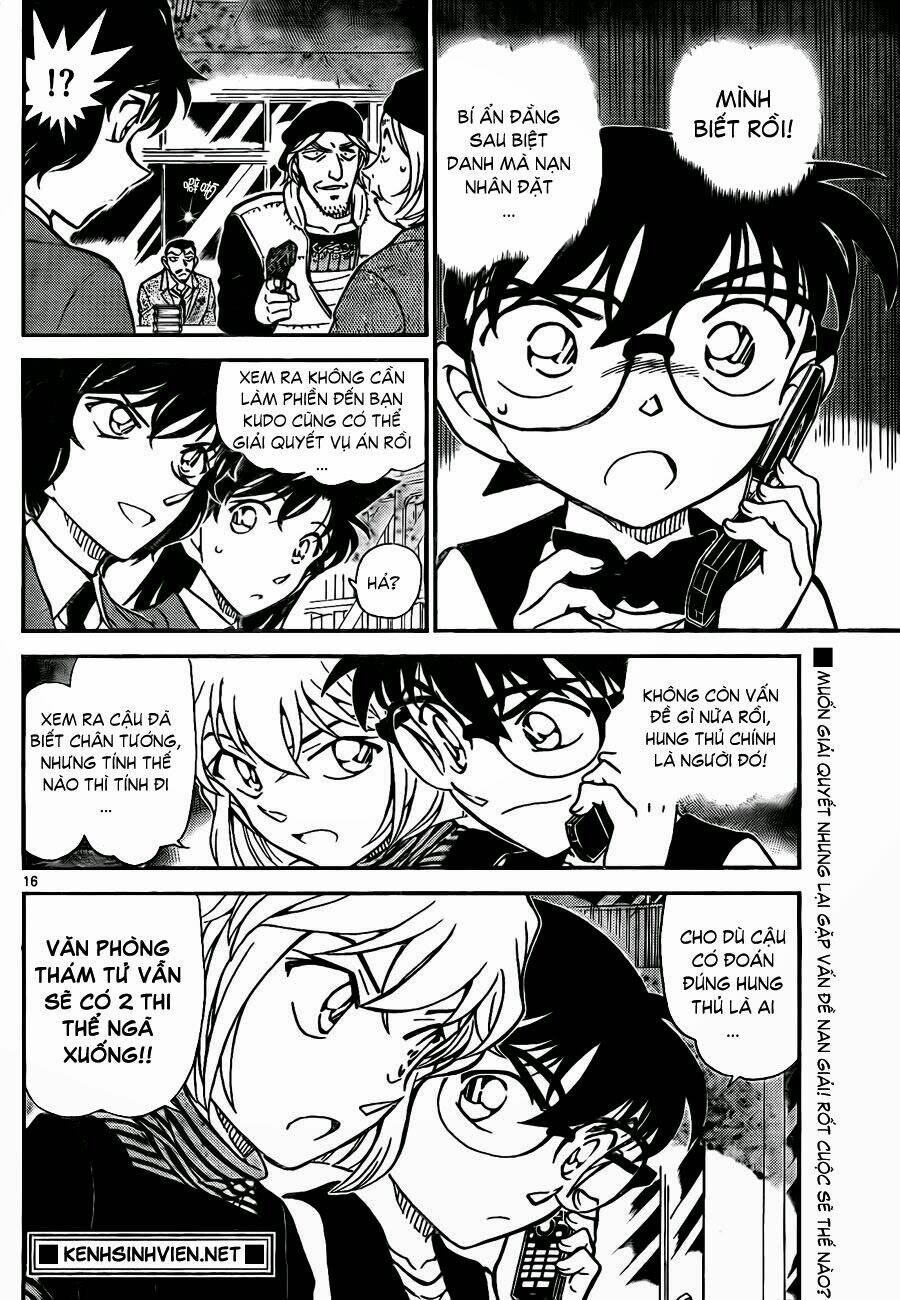 MÌNH
BIẾT RỒI!
BÍ ẨN ĐẰNG
SAU BIỆT
DANH MÀ NẠN
NHÂN ĐẶT
...
!?
XEM RA KHÔNG CẦN
LÀM PHIỀN ĐẾN BẠN
KUDO CŨNG CÓ THỂ
GIẢI QUYẾT VỤ ÁN RỒI
...
HẢ?
KHÔNG CÒN VẤN
ĐỀ GÌ NỮA RỒI,
HUNG THỦ CHÍNH
LÀ NGƯỜI ĐÓ!
XEM RA CẬU ĐÃ
BIẾT CHÂN TƯỚNG,
NHƯNG TÍNH THẾ
NÀO THÌ TÍNH ĐI
...
16
CHO DÙ CẬU
CÓ ĐOÁN
ĐÚNG HUNG
THỦ LÀ AI
...
VĂN PHÒNG
THÁM TỬ VẪN
SẼ CÓ 2 THI
THỂ NGÃ
XUỐNG!!
MUỐN GIẢI QUYẾT NHƯNG LẠI GẶP VẤN ĐỀ NAN GIẢI! RỐT CUỘC SẼ THẾ NÀO?
KENHSINHVIEN.NET